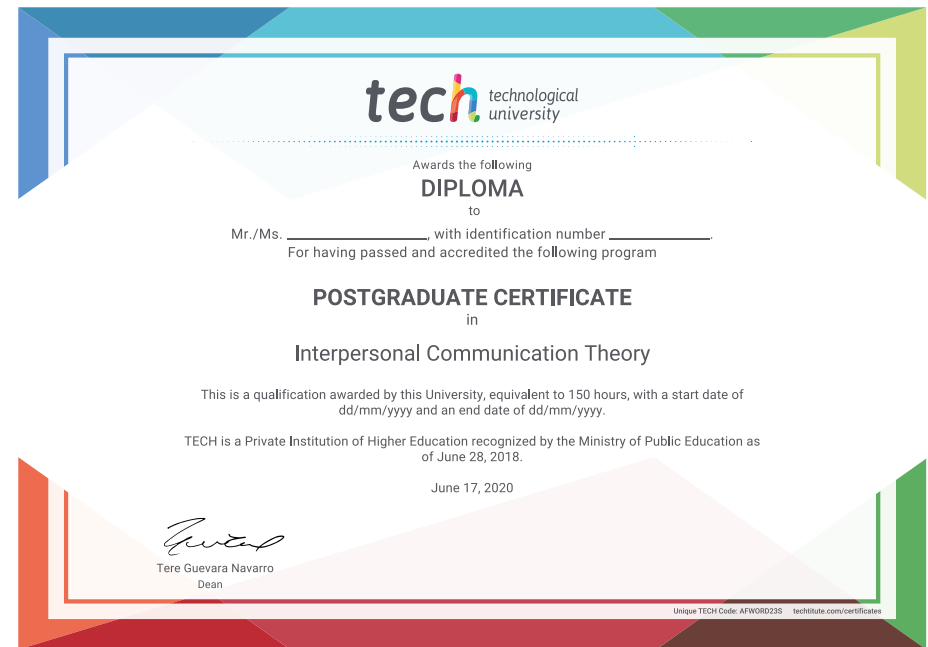 tech technological
university
Awards the following
DIPLOMA
to
Mr./Ms. ____________________, with identification number ______________.
For having passed and accredited the following program
POSTGRADUATE CERTIFICATE
in
Interpersonal Communication Theory
This is a qualification awarded by this University, equivalent to 150 hours, with a start date of
dd/mm/yyyy and an end date of dd/mm/yyyy.
TECH is a Private Institution of Higher Education recognized by the Ministry of Public Education as
of June 28, 2018.
June 17, 2020
Tere Guevara Navarro
Dean
Unique TECH Code: AFWORD23S techtitute.com/certificates